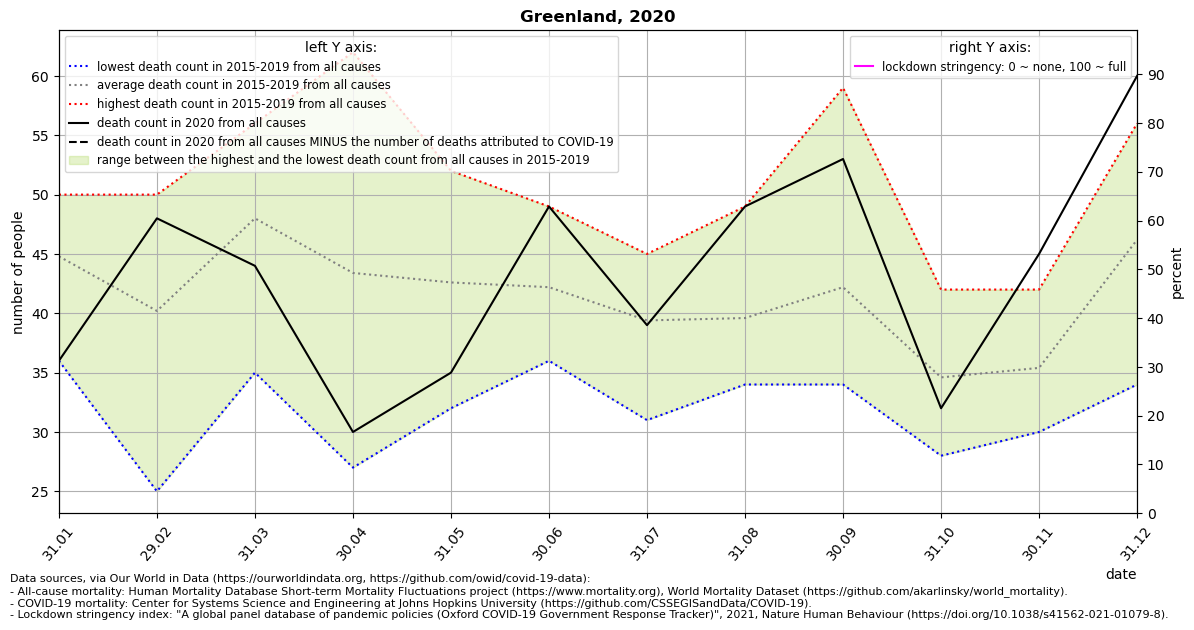 Greenland, 2020
left Y axis:
lowest death count in 2015-2019 from all causes
average death count in 2015-2019 from all causes
highest death count in 2015-2019 from all causes
death count in 2020 from all causes
death count in 2020 from all causes MINUS the number of deaths attributed to COVID-19
range between the highest and the lowest death count from all causes in 2015-2019
right Y axis:
lockdown stringency: 0 ~ none, 100 ~ full
number of people
60
55
50
45
40
35
30
25
percent
90
80
70
60
50
40
30
20
10
0
31.01
29.02
31.03
30.04
31.05
30.06
31.07
31.08
30.09
31.10
30.11
31.12
date
Data sources, via Our World in Data (https://ourworldindata.org, https://github.com/owid/covid-19-data):
- All-cause mortality: Human Mortality Database Short-term Mortality Fluctuations project (https://www.mortality.org), World Mortality Dataset (https://github.com/akarlinsky/world_mortality).
- COVID-19 mortality: Center for Systems Science and Engineering at Johns Hopkins University (https://github.com/CSSEGISandData/COVID-19).
- Lockdown stringency index: "A global panel database of pandemic policies (Oxford COVID-19 Government Response Tracker)", 2021, Nature Human Behaviour (https://doi.org/10.1038/s41562-021-01079-8).